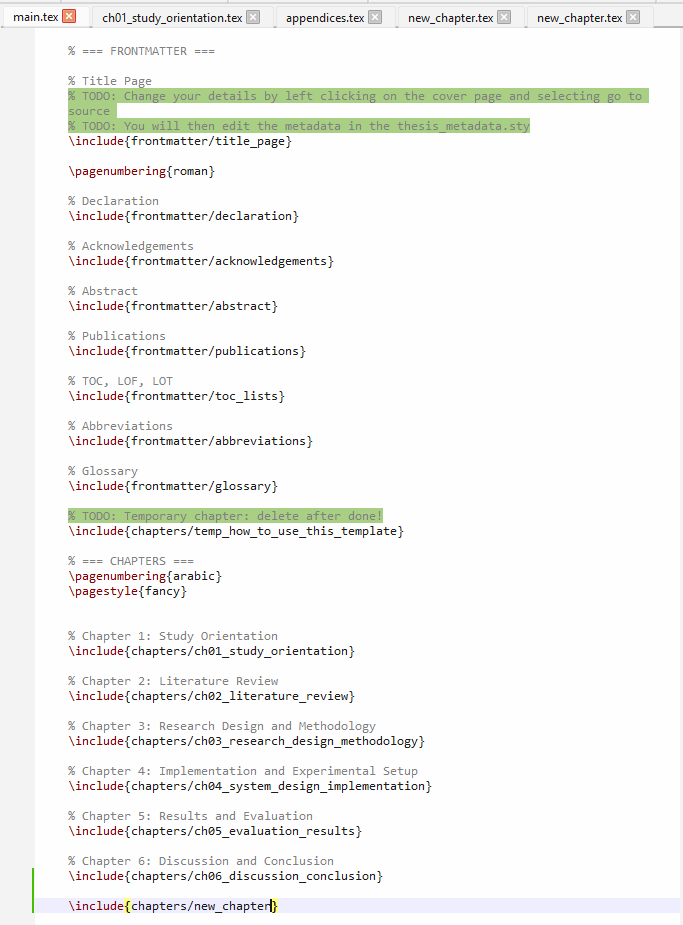 main.tex ch01_study_orientation.tex appendices.tex new_chapter.tex new_chapter.tex
% === FRONTMATTER ===
% Title Page
% TODO: Change your details by left clicking on the cover page and selecting go to
source
% TODO: You will then edit the metadata in the thesis_metadata.sty
\include{frontmatter/title_page}
\pagenumbering{roman}
% Declaration
\include{frontmatter/declaration}
% Acknowledgements
\include{frontmatter/acknowledgements}
% Abstract
\include{frontmatter/abstract}
% Publications
\include{frontmatter/publications}
% TOC, LOF, LOT
\include{frontmatter/toc_lists}
% Abbreviations
\include{frontmatter/abbreviations}
% Glossary
\include{frontmatter/glossary}
% TODO: Temporary chapter: delete after done!
\include{chapters/temp_how_to_use_this_template}
% === CHAPTERS ===
\pagenumbering{arabic}
\pagestyle{fancy}
% Chapter 1: Study Orientation
\include{chapters/ch01_study_orientation}
% Chapter 2: Literature Review
\include{chapters/ch02_literature_review}
% Chapter 3: Research Design and Methodology
\include{chapters/ch03_research_design_methodology}
% Chapter 4: Implementation and Experimental Setup
\include{chapters/ch04_system_design_implementation}
% Chapter 5: Results and Evaluation
\include{chapters/ch05_evaluation_results}
% Chapter 6: Discussion and Conclusion
\include{chapters/ch06_discussion_conclusion}
\include{chapters/new_chapter}